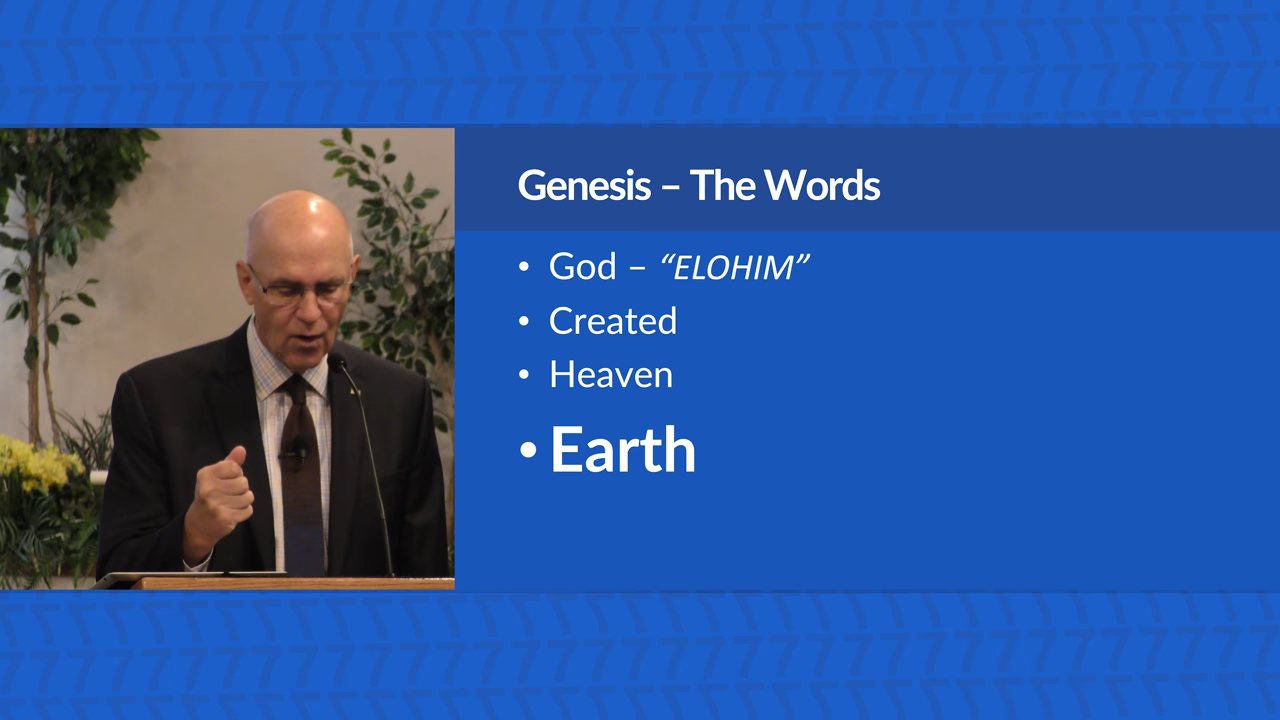 Genesis – The Words
• God – “ELOHIM”
• Created
• Heaven
• Earth